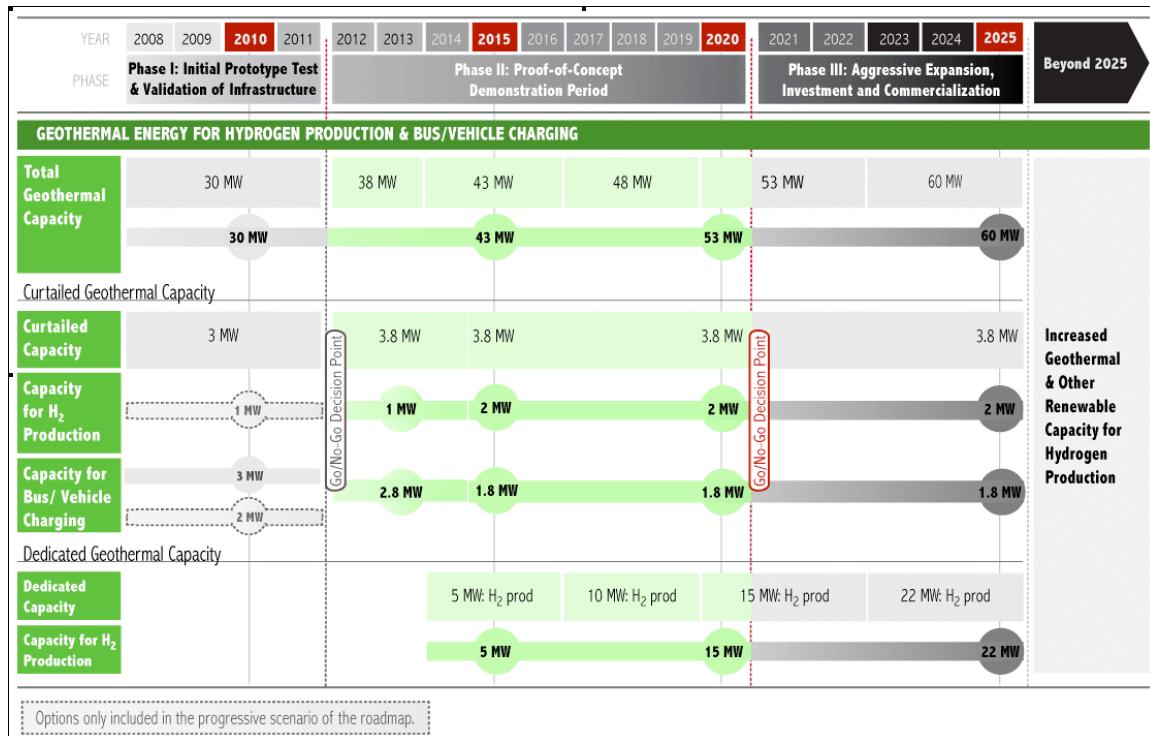 YEAR 2008 2009 2010 2011 2012 2013 2014 2015 2016 2017 2018 2019 2020 2021 2022 2023 2024 2025
PHASE
Phase I: Initial Prototype Test
& Validation of Infrastructure
Phase II: Proof-of-Concept
Demonstration Period
Phase III: Aggressive Expansion,
Investment and Commercialization
Beyond 2025
GEOTHERMAL ENERGY FOR HYDROGEN PRODUCTION & BUS/VEHICLE CHARGING
Total
Geothermal
Capacity
30 MW 38 MW 43 MW 48 MW 53 MW 60 MW
30 MW 43 MW 53 MW 60 MW
Curtailed Geothermal Capacity
Curtailed
Capacity
3 MW 3.8 MW 3.8 MW 3.8 MW 3.8 MW
Capacity
for H₂
Production
1 MW 1 MW 2 MW 2 MW 2 MW
Capacity for
Bus/ Vehicle
Charging
3 MW
2 MW
2.8 MW 1.8 MW 1.8 MW 1.8 MW
Go/No-Go Decision Point
Go/No-Go Decision Point
Increased
Geothermal
& Other
Renewable
Capacity for
Hydrogen
Production
Dedicated Geothermal Capacity
Dedicated
Capacity
5 MW: H₂ prod 10 MW: H₂ prod 15 MW: H₂ prod 22 MW: H₂ prod
Capacity for H₂
Production
5 MW 15 MW 22 MW
Options only included in the progressive scenario of the roadmap.